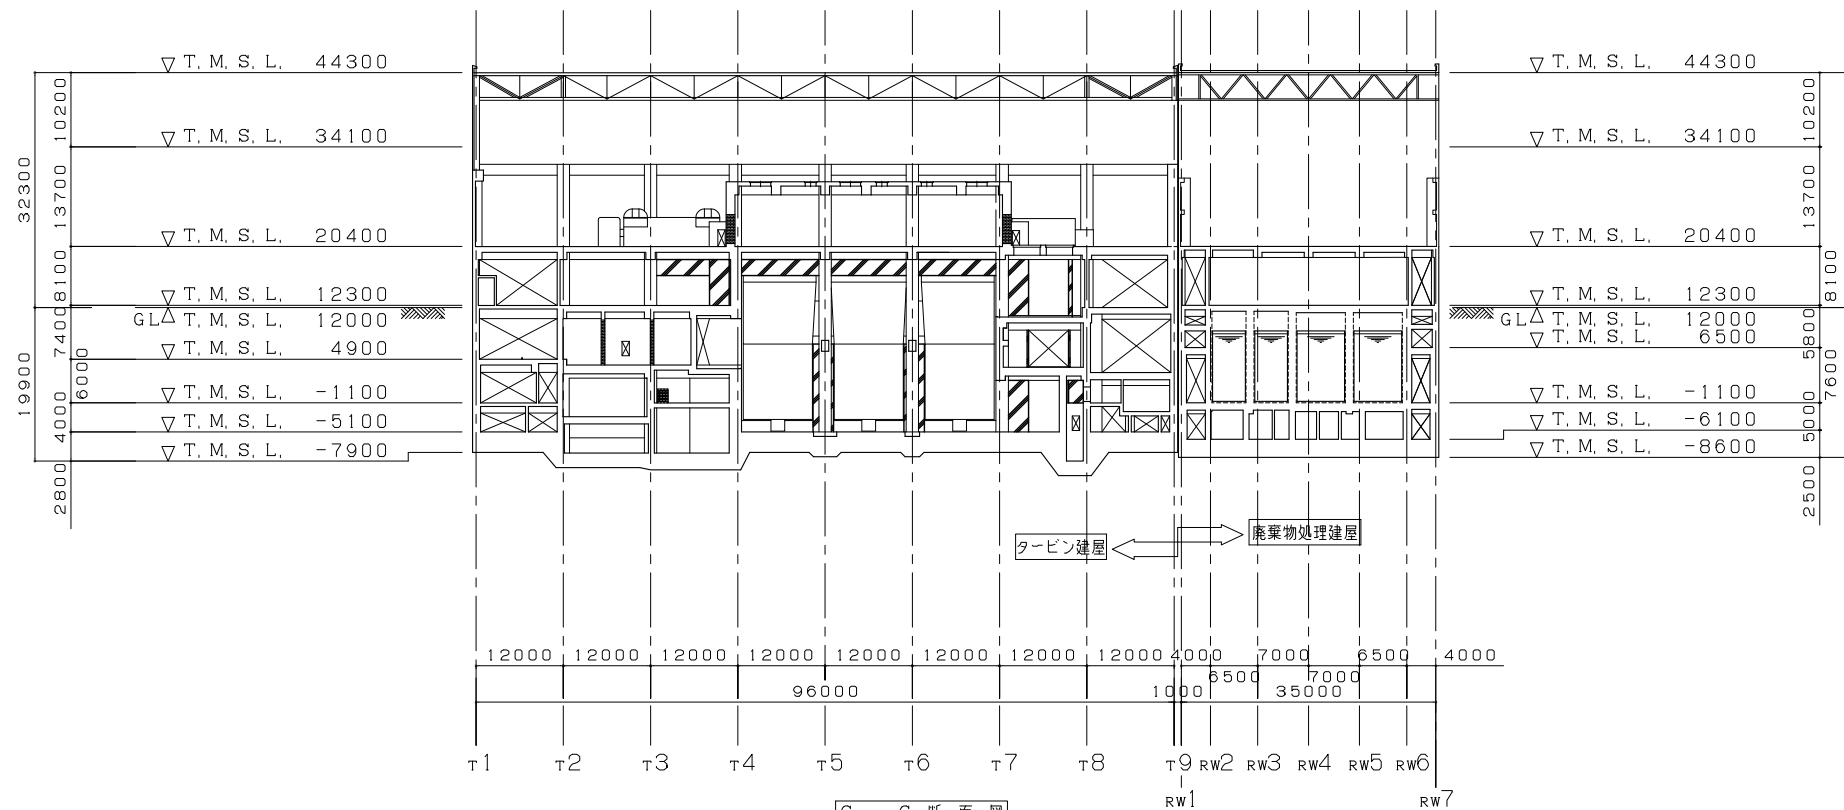 T.M.S.L. 44300
T.M.S.L. 34100
T.M.S.L. 20400
T.M.S.L. 12300
GL T.M.S.L. 12000
T.M.S.L. 4900
T.M.S.L. -1100
T.M.S.L. -5100
T.M.S.L. -7900
32300
19900
10200
13700
8100
7400
6000
4000
2800
T.M.S.L. 44300
T.M.S.L. 34100
T.M.S.L. 20400
T.M.S.L. 12300
GL T.M.S.L. 12000
T.M.S.L. 6500
T.M.S.L. -1100
T.M.S.L. -6100
T.M.S.L. -8600
10200
13700
8100
5800
7600
5000
2500
タービン建屋
廃棄物処理建屋
12000 12000 12000 12000 12000 12000 12000 12000 4000 7000 6500 4000
6500 7000
96000 1000 35000
T1 T2 T3 T4 T5 T6 T7 T8 T9 RW2 RW3 RW4 RW5 RW6
RW1 RW7